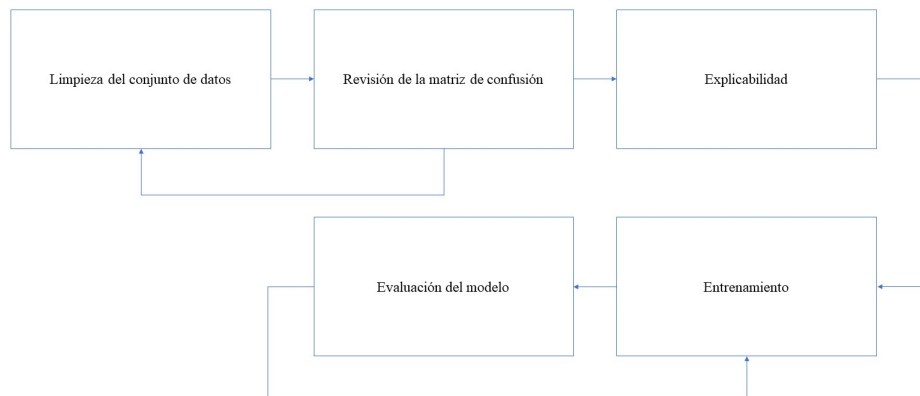 Limpieza del conjunto de datos
Revisión de la matriz de confusión
Explicabilidad
Evaluación del modelo
Entrenamiento